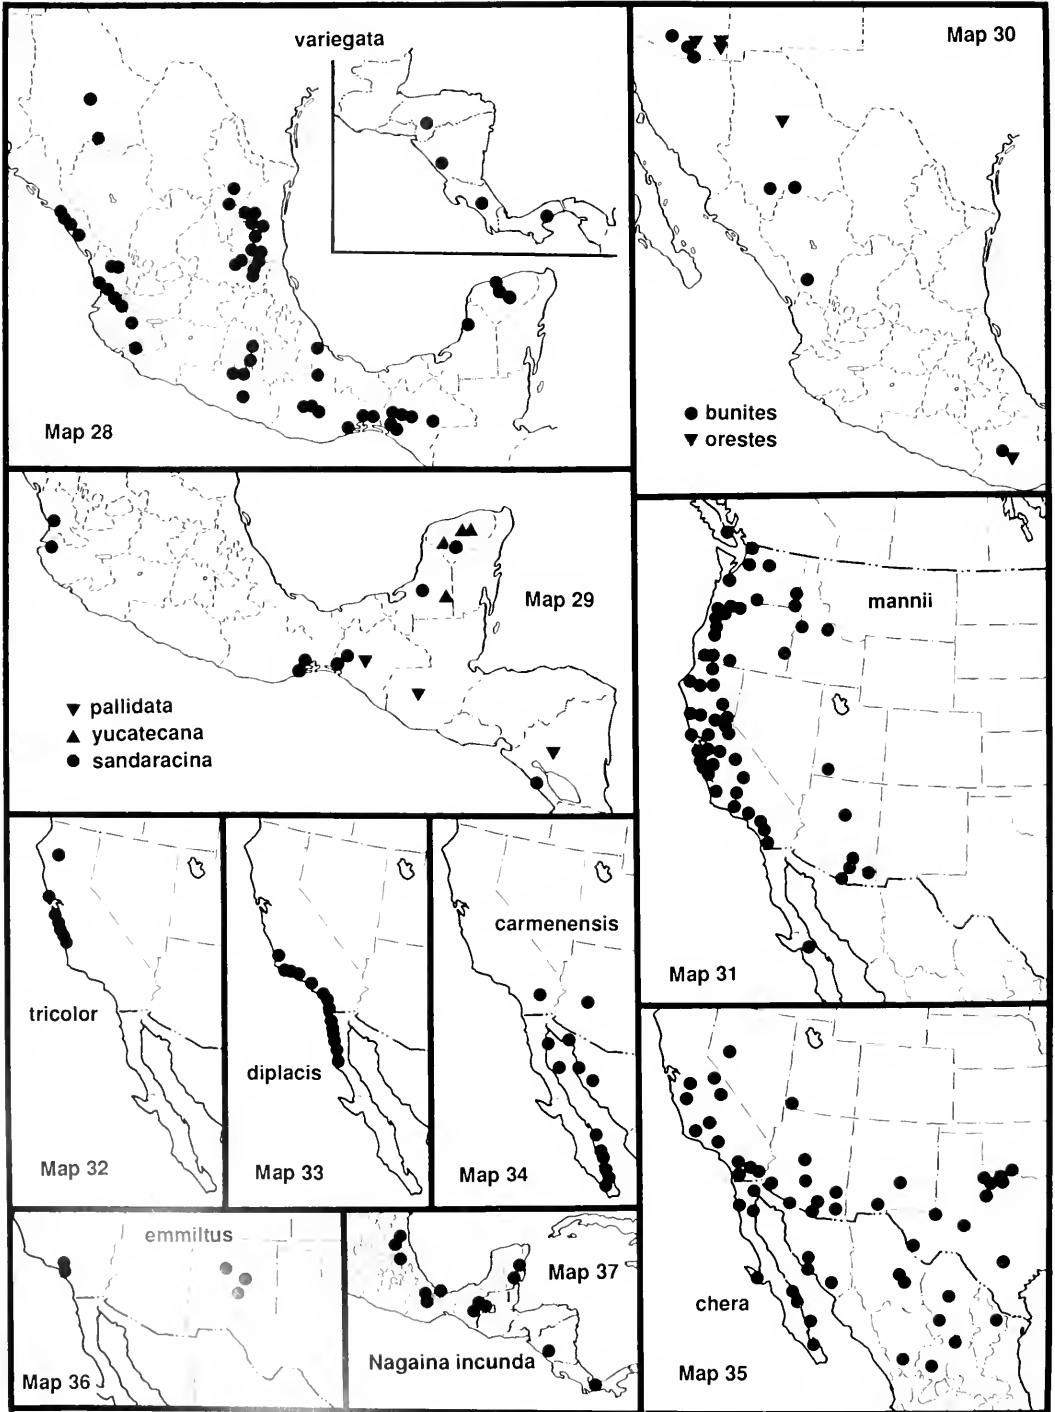 variegata
Map 28
Map 30
bunites
orestes
Map 29
pallidata
yucatecana
sandaracina
mannii
Map 31
tricolor
Map 32
diplacis
Map 33
carmenensis
Map 34
chera
Map 35
emmiltus
Map 36
Map 37
Nagaina incunda